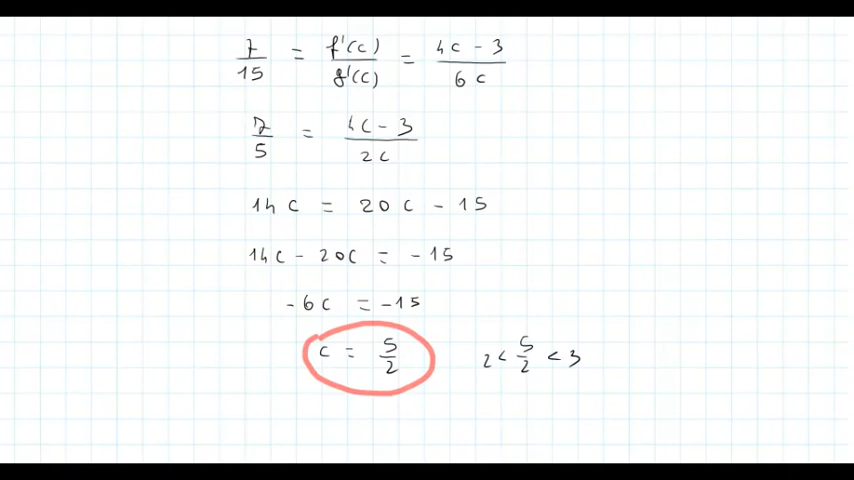 7/15 = f'(c)/g'(c) = 4c - 3/6c
7/5 = 4c - 3/2c
14c = 20c - 15
14c - 20c = -15
-6c = -15
c = 5/2 2 < 5/2 < 3